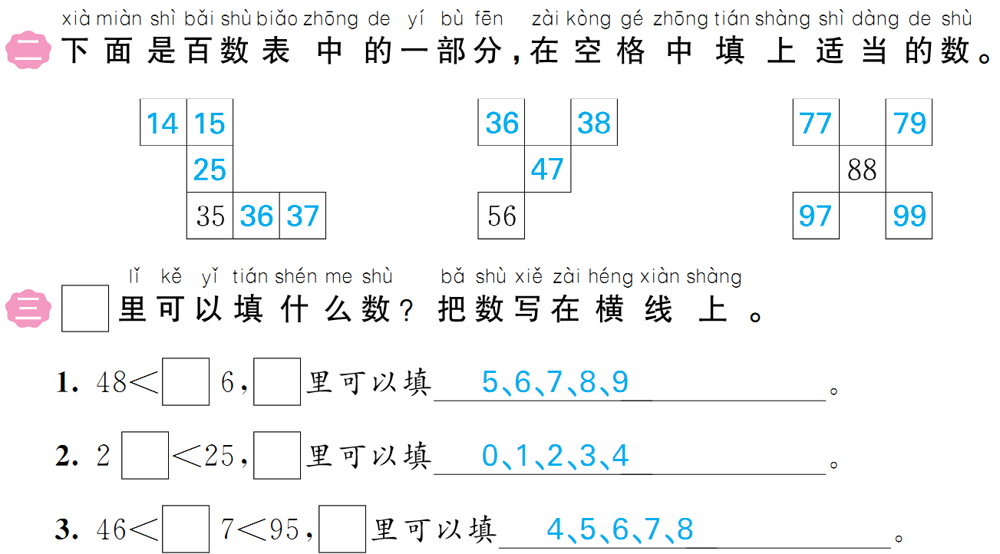 xià miàn shì bǎi shù biǎo zhōng de yí bù fēn zài kòng gé zhōng tián shàng shì dàng de shù
二 下面是百数表中的一部分,在空格中填上适当的数。
14 15 36 38 77 79
25 47 88
35 36 37 56 97 99
lǐ kě yǐ tián shén me shù bǎ shù xiě zài héng xiàn shàng
三 □里可以填什么数?把数写在横线上。
1. 48<□6,□里可以填 5、6、7、8、9 。
2. 2□<25,□里可以填 0、1、2、3、4 。
3. 46<□7<95,□里可以填 4、5、6、7、8 。